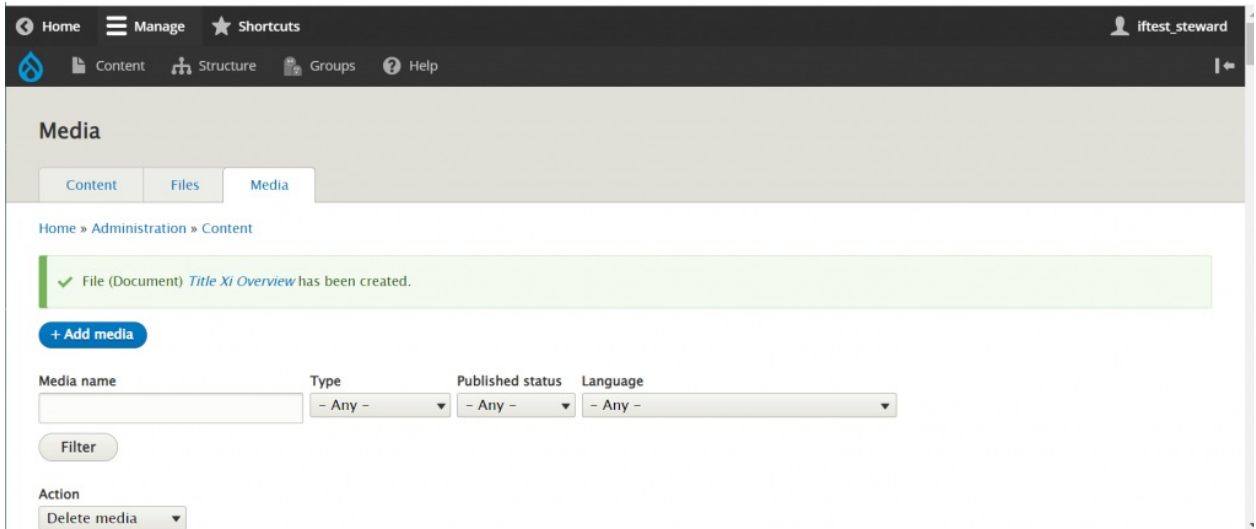 Home Manage Shortcuts iftest_steward
Content Structure Groups Help
Media
Content Files Media
Home » Administration » Content
File (Document) Title Xi Overview has been created.
+ Add media
Media name Type Published status Language
- Any - - Any - - Any -
Filter
Action
Delete media